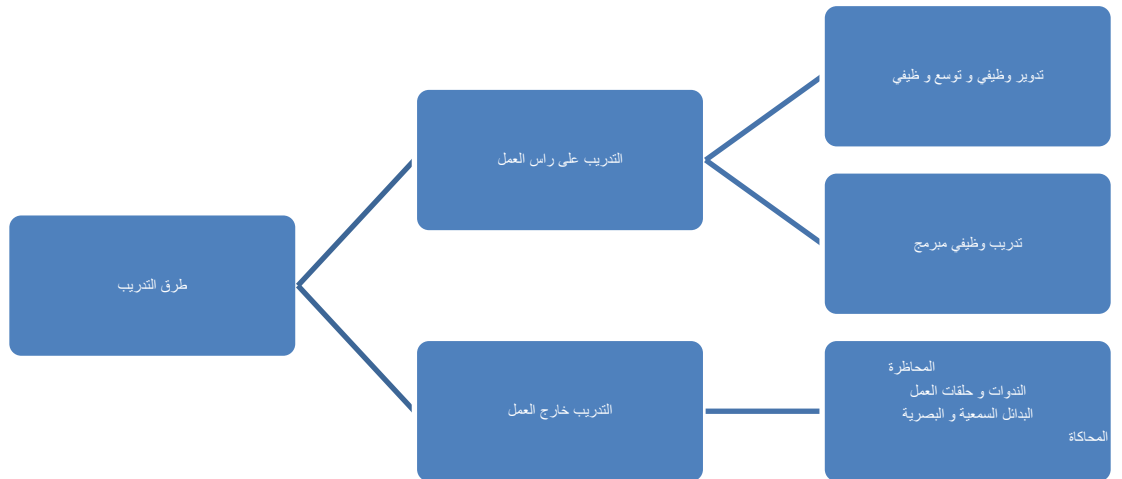 طرق التدريب
التدريب على راس العمل
تدوير وظيفي و توسع و ظيفي
تدريب وظيفي مبرمج
التدريب خارج العمل
المحاظرة
الندوات و حلقات العمل
البدائل السمعية و البصرية
المحاكاة